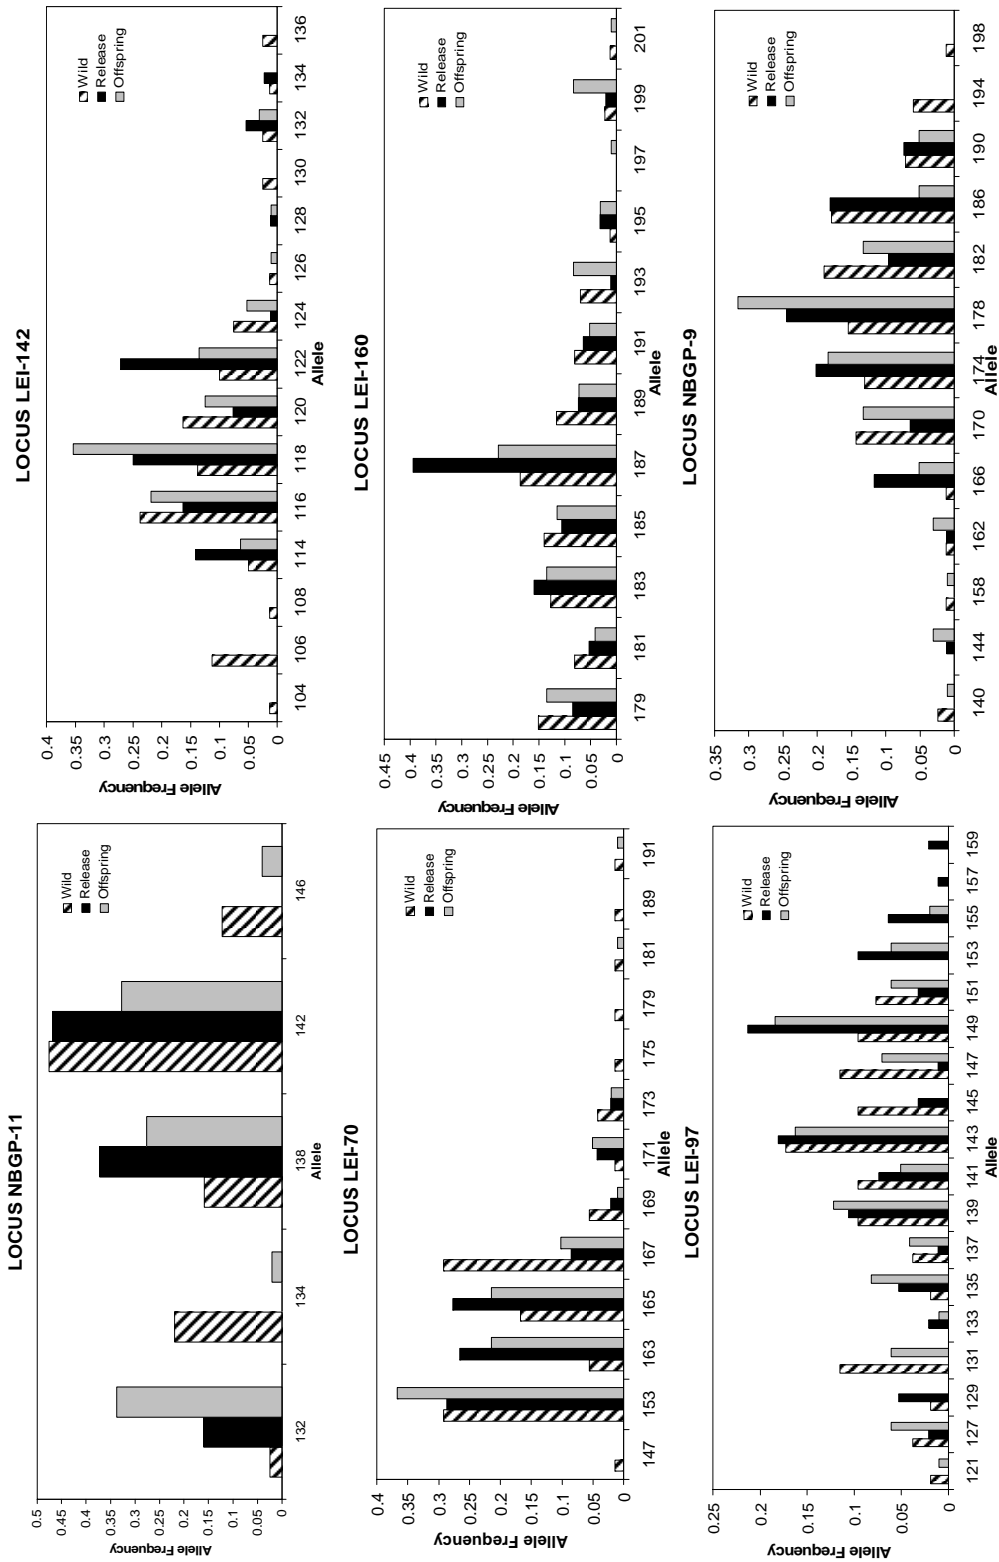 LOCUS NBGP-11
Allele Frequency
0.5
0.45
0.4
0.35
0.3
0.25
0.2
0.15
0.1
0.05
0
Wild
Release
Offspring
132 134 138 142 146
Allele
LOCUS LEI-142
Allele Frequency
0.4
0.35
0.3
0.25
0.2
0.15
0.1
0.05
0
Wild
Release
Offspring
104 106 108 114 116 118 120 122 124 126 128 130 132 134 136
Allele
LOCUS LEI-70
Allele Frequency
0.4
0.35
0.3
0.25
0.2
0.15
0.1
0.05
0
Wild
Release
Offspring
147 153 163 165 167 169 171 173 175 179 181 189 191
Allele
LOCUS LEI-160
Allele Frequency
0.45
0.4
0.35
0.3
0.25
0.2
0.15
0.1
0.05
0
Wild
Release
Offspring
179 181 183 185 187 189 191 193 195 197 199 201
Allele
LOCUS LEI-97
Allele Frequency
0.25
0.2
0.15
0.1
0.05
0
Wild
Release
Offspring
121 127 129 131 133 135 137 139 141 143 145 147 149 151 153 155 157 159
Allele
LOCUS NBGP-9
Allele Frequency
0.35
0.3
0.25
0.2
0.15
0.1
0.05
0
Wild
Release
Offspring
140 144 158 162 166 170 174 178 182 186 190 194 198
Allele